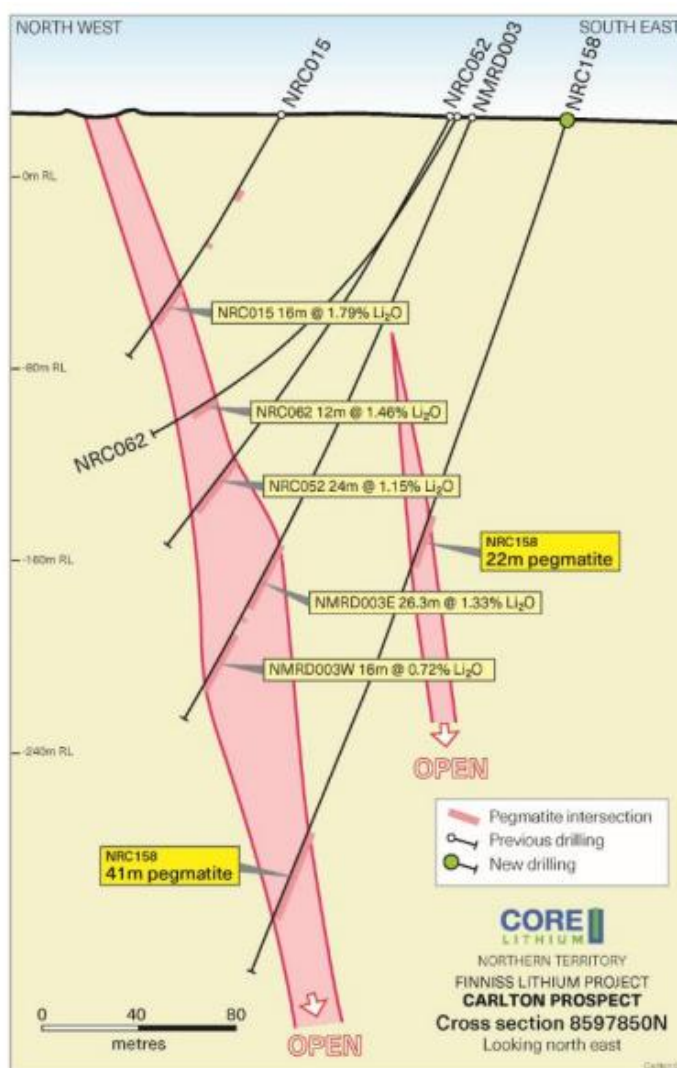 NORTH WEST
SOUTH EAST
NRC015
NRC052
NMRD003
NRC158
0m RL
NRC015 16m @ 1.79% Li₂O
-80m RL
NRC062 12m @ 1.46% Li₂O
NRC062
NRC052 24m @ 1.15% Li₂O
NRC158
22m pegmatite
-160m RL
NMRD003E 26.3m @ 1.33% Li₂O
NMRD003W 16m @ 0.72% Li₂O
-240m RL
OPEN
Pegmatite intersection
Previous drilling
New drilling
NRC158
41m pegmatite
CORE
LITHIUM
NORTHERN TERRITORY
FINNISS LITHIUM PROJECT
CARLTON PROSPECT
Cross section 8597850N
Looking north east
0 40 80
metres
OPEN